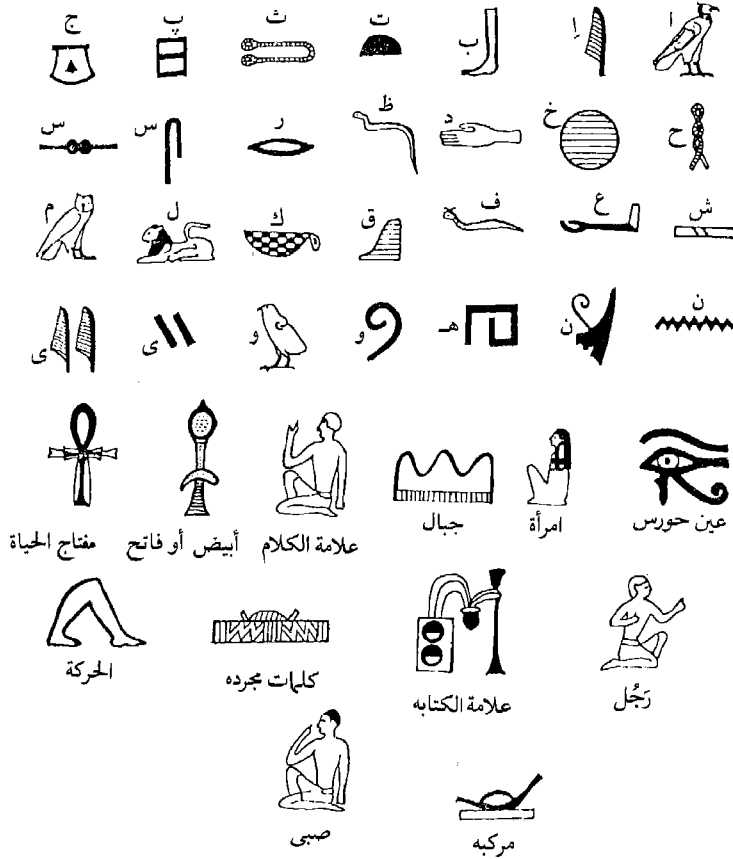 ا إ ب ت ث پ ج
ح خ د ظ ر س س
ش ع ف ق ك ل م
ن ن هـ و و ى ى
عين حورس امرأة جبال علامة الكلام أبيض أو فاتح مفتاح الحياة
رَجُل علامة الكتابه كلمات مجرده الحركة
مركبه صبى